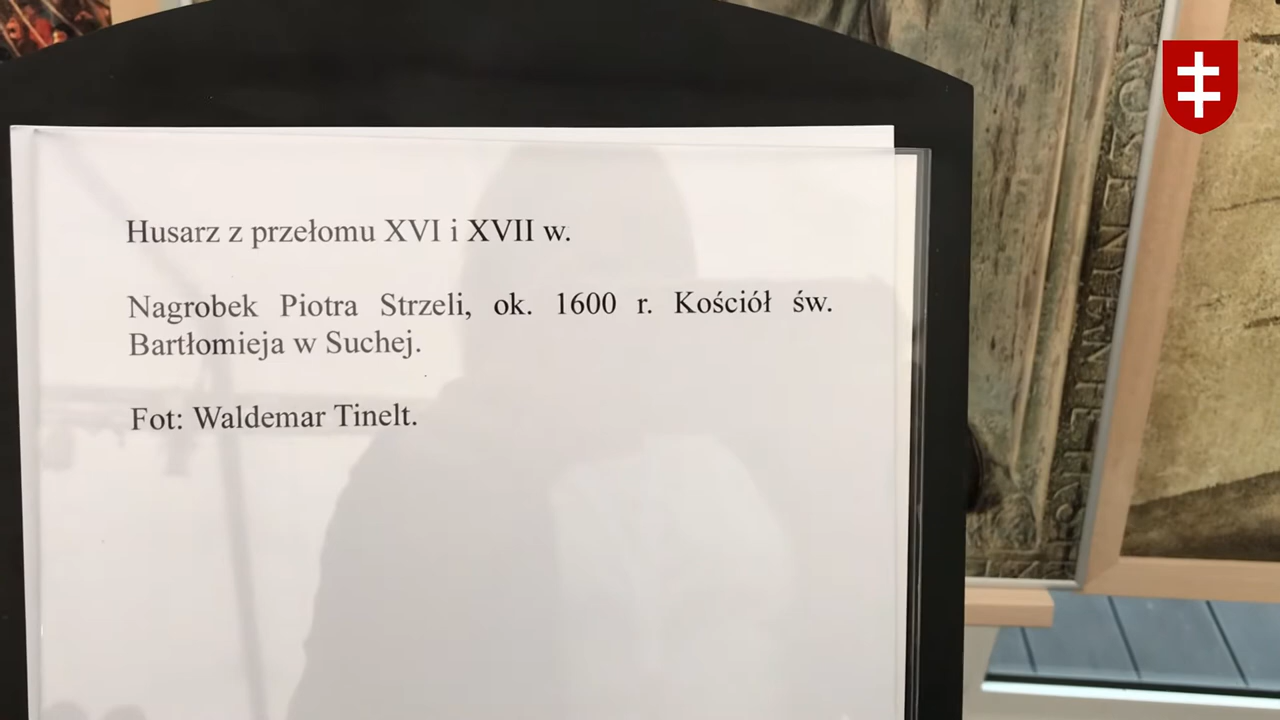 Husarz z przełomu XVI i XVII w.
Nagrobek Piotra Strzeli, ok. 1600 r. Kościół św.
Bartłomieja w Suchej.
Fot: Waldemar Tinelt.